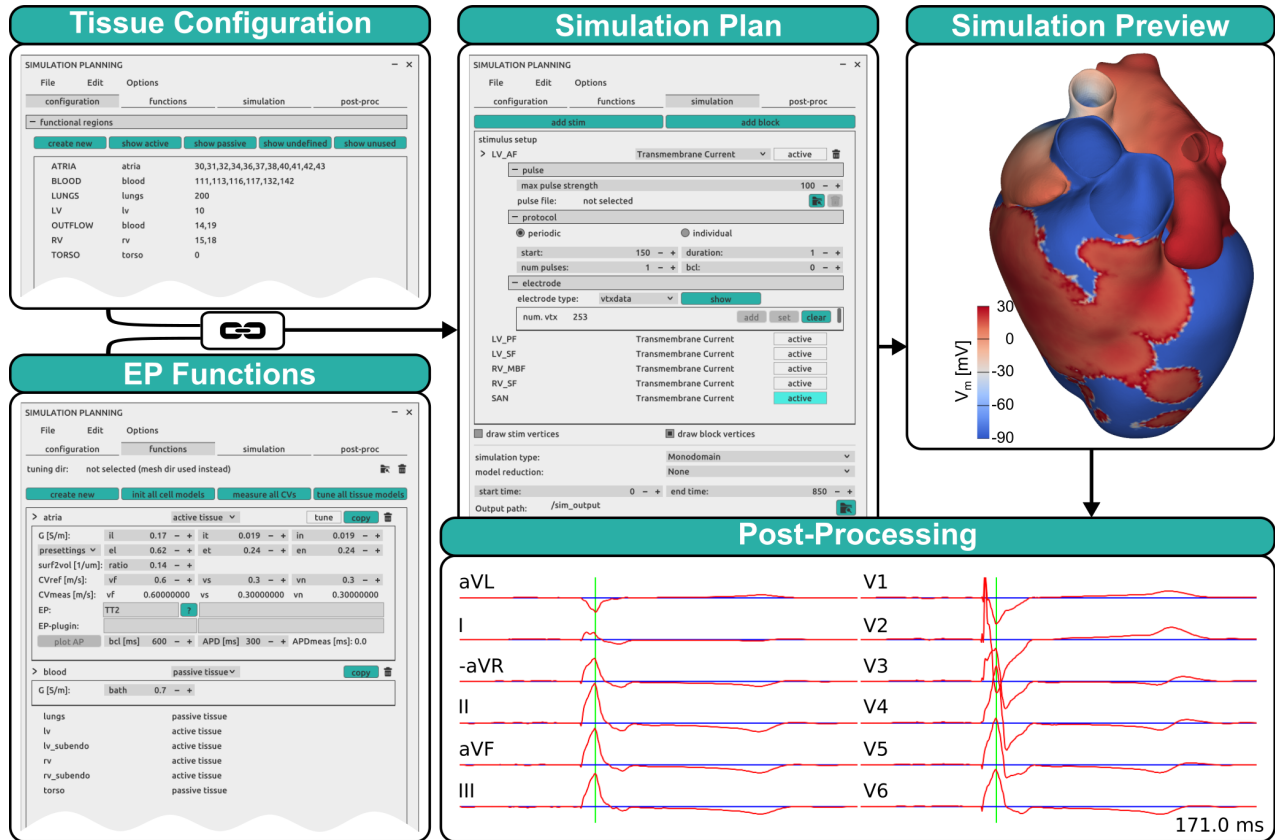 Tissue Configuration
SIMULATION PLANNING
− ×
File Edit Options
configuration functions simulation post-proc
− functional regions
create new show active show passive show undefined show unused
ATRIA atria 30,31,32,34,36,37,38,40,41,42,43
BLOOD blood 111,113,116,117,132,142
LUNGS lungs 200
LV lv 10
OUTFLOW blood 14,19
RV rv 15,18
TORSO torso 0
EP Functions
SIMULATION PLANNING
− ×
File Edit Options
configuration functions simulation post-proc
tuning dir: not selected (mesh dir used instead)
create new init all cell models measure all CVs tune all tissue models
> atria active tissue tune copy
G [S/m]: il 0.17 − + it 0.019 − + in 0.019 − +
presettings el 0.62 − + et 0.24 − + en 0.24 − +
surf2vol [1/um]: ratio 0.14 − +
CVref [m/s]: vf 0.6 − + vs 0.3 − + vn 0.3 − +
CVmeas [m/s]: vf 0.60000000 vs 0.30000000 vn 0.30000000
EP: TT2 ?
EP-plugin:
plot AP bcl [ms] 600 − + APD [ms] 300 − + APDmeas [ms]: 0.0
> blood passive tissue copy
G [S/m]: bath 0.7 − +
lungs passive tissue
lv active tissue
lv_subendo active tissue
rv active tissue
rv_subendo active tissue
torso passive tissue
Simulation Plan
SIMULATION PLANNING
− ×
File Edit Options
configuration functions simulation post-proc
add stim add block
stimulus setup
> LV_AF Transmembrane Current active
− pulse
max pulse strength 100 − +
pulse file: not selected
− protocol
periodic individual
start: 150 − + duration: 1 − +
num pulses: 1 − + bcl: 0 − +
− electrode
electrode type: vtxdata show
num. vtx 253 add set clear
LV_PF Transmembrane Current active
LV_SF Transmembrane Current active
RV_MBF Transmembrane Current active
RV_SF Transmembrane Current active
SAN Transmembrane Current active
draw stim vertices draw block vertices
simulation type: Monodomain
model reduction: None
start time: 0 − + end time: 850 − +
Output path: /sim_output
Simulation Preview
Vm [mV]
30
0
-30
-60
-90
Post-Processing
aVL
I
-aVR
II
aVF
III
V1
V2
V3
V4
V5
V6
171.0 ms